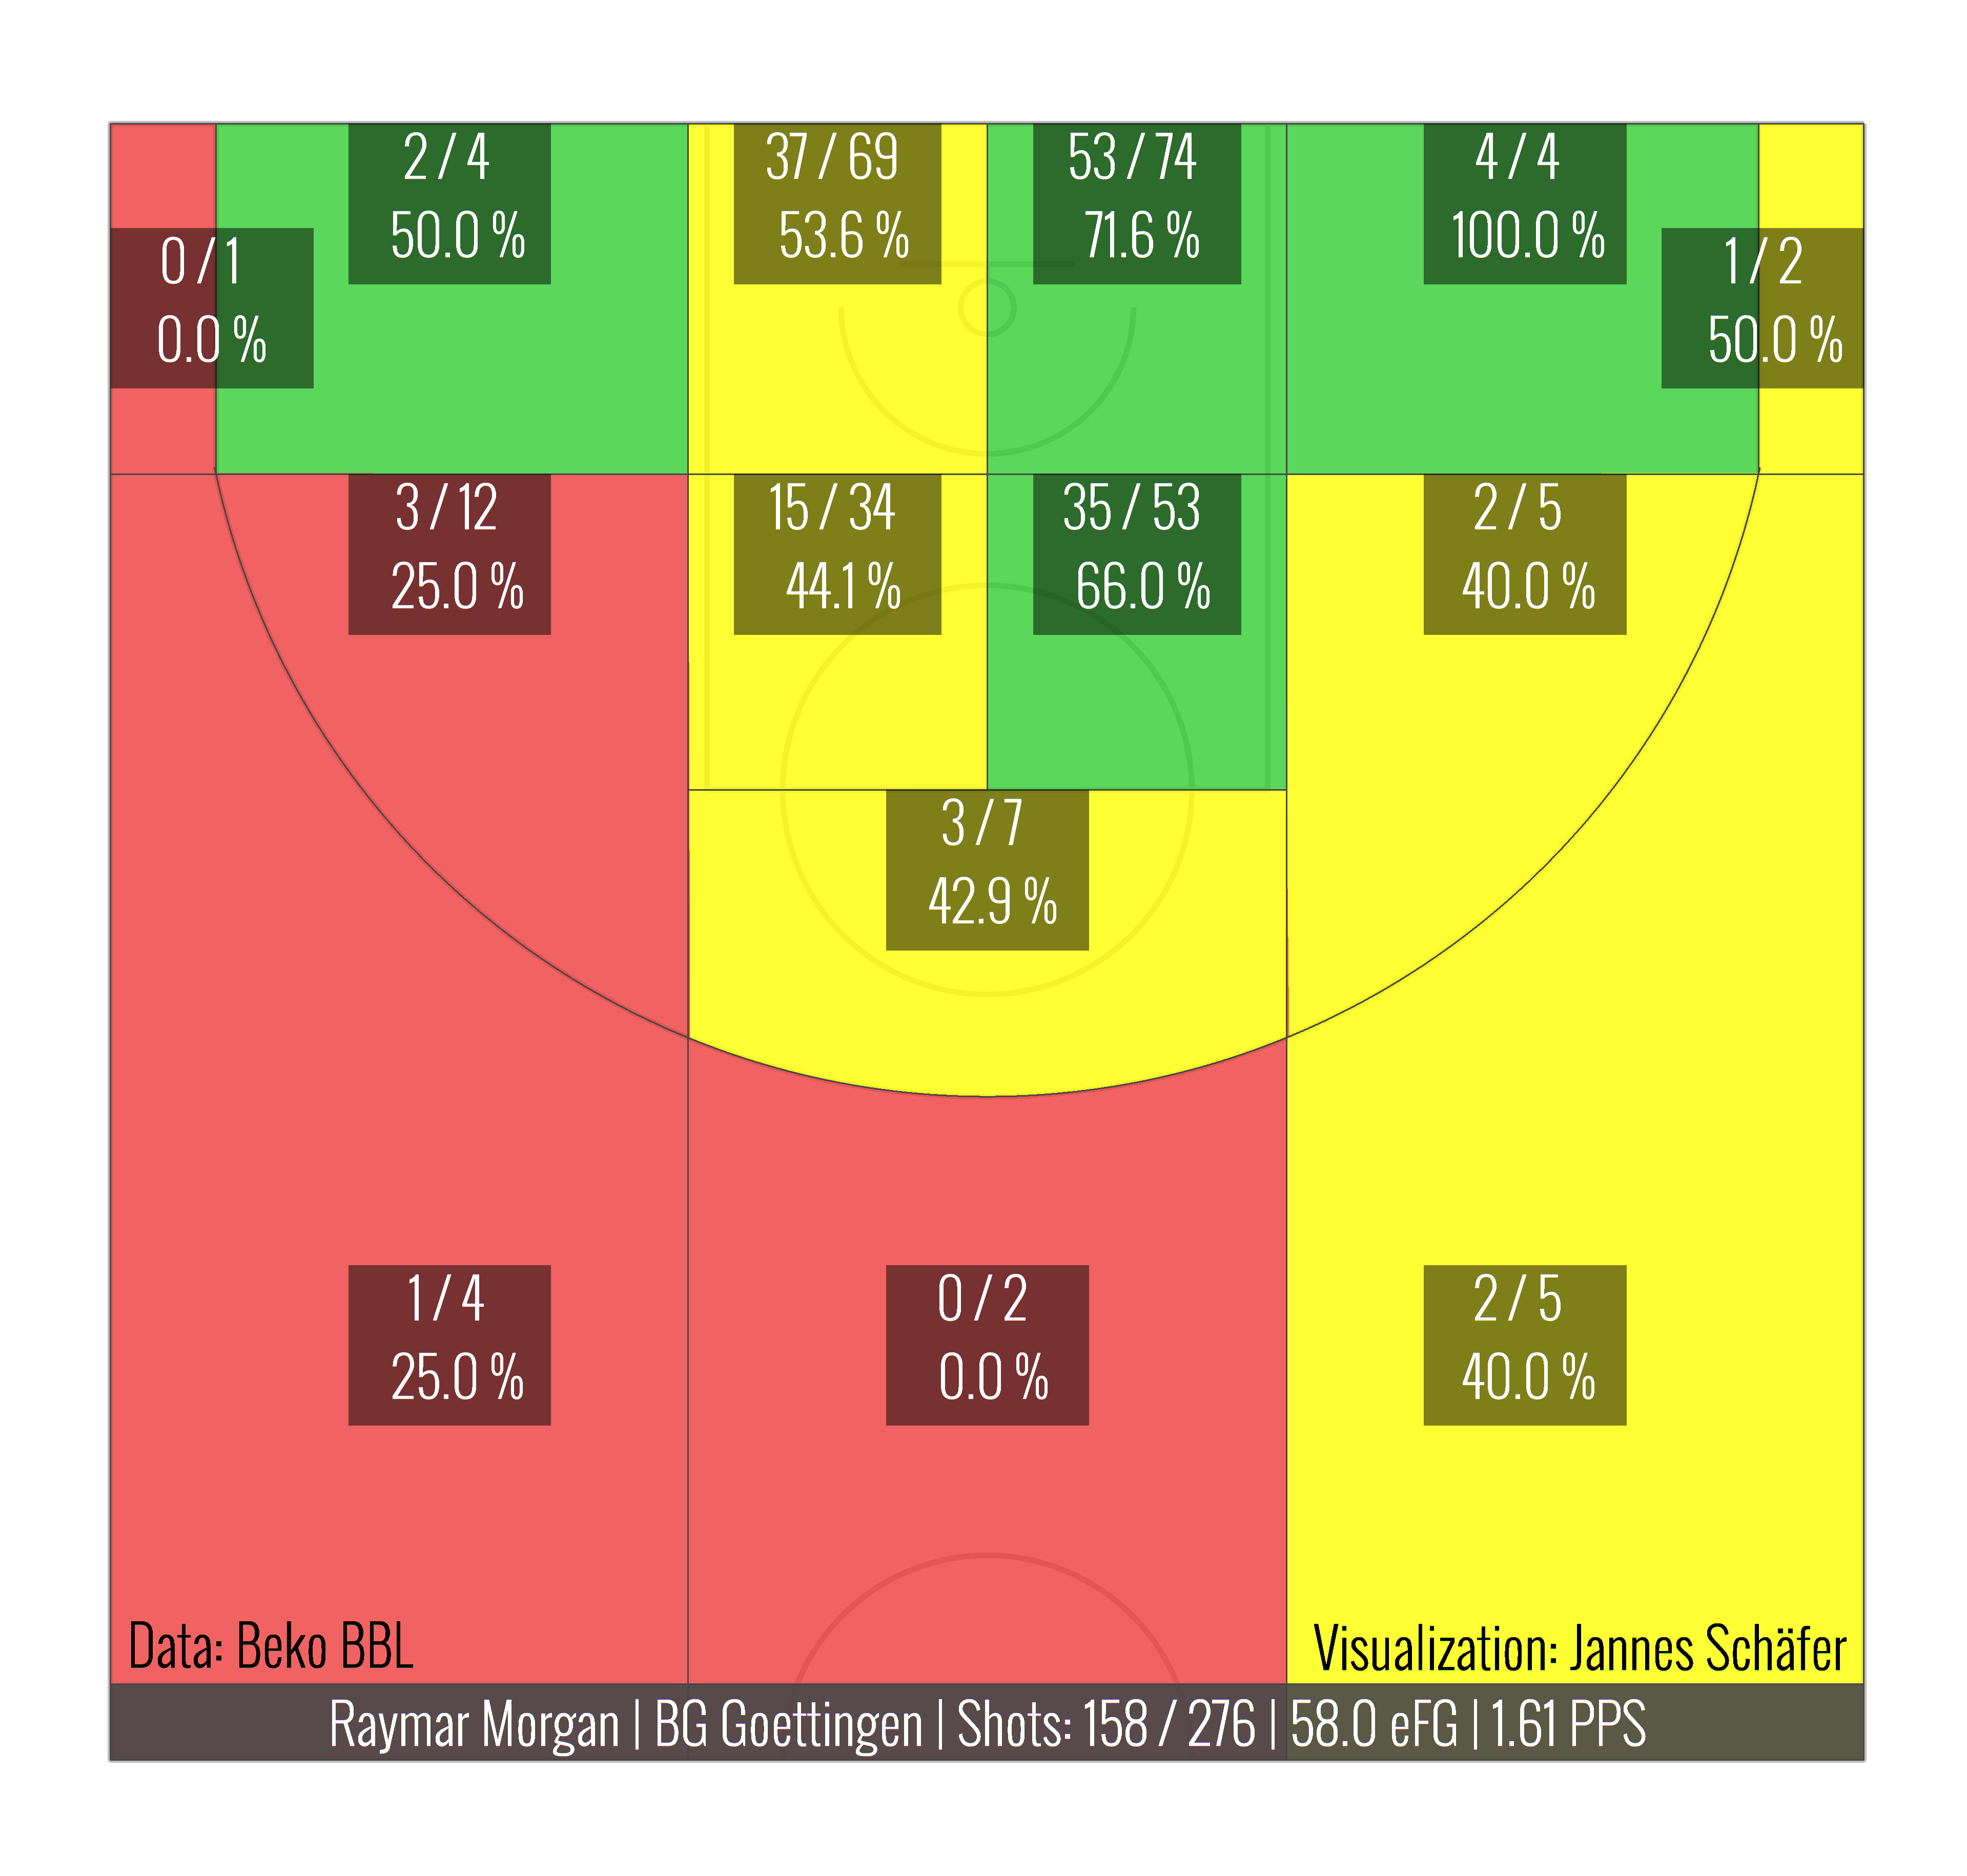 2 / 4
50.0 %
37 / 69
53.6 %
53 / 74
71.6 %
4 / 4
100.0 %
0 / 1
0.0 %
1 / 2
50.0 %
3 / 12
25.0 %
15 / 34
44.1 %
35 / 53
66.0 %
2 / 5
40.0 %
3 / 7
42.9 %
1 / 4
25.0 %
0 / 2
0.0 %
2 / 5
40.0 %
Data: Beko BBL
Visualization: Jannes Schäfer
Raymar Morgan | BG Goettingen | Shots: 158 / 276 | 58.0 eFG | 1.61 PPS